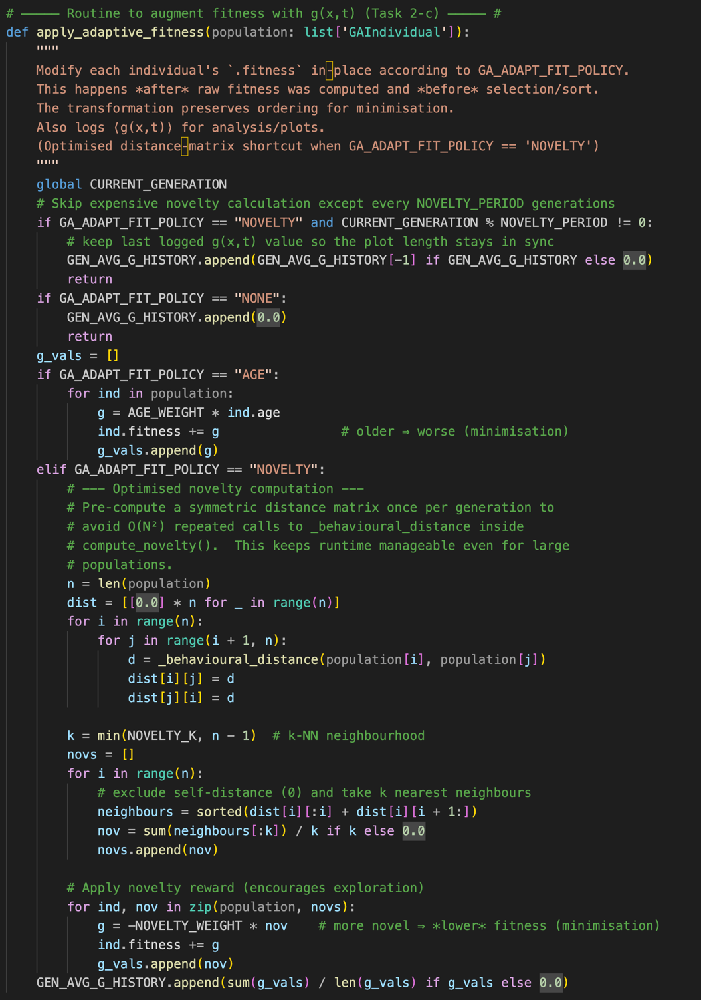 # ————— Routine to augment fitness with g(x,t) (Task 2-c) ————— #
def apply_adaptive_fitness(population: list['GAIndividual']):
    """
    Modify each individual's `.fitness` in-place according to GA_ADAPT_FIT_POLICY.
    This happens *after* raw fitness was computed and *before* selection/sort.
    The transformation preserves ordering for minimisation.
    Also logs ⟨g(x,t)⟩ for analysis/plots.
    (Optimised distance-matrix shortcut when GA_ADAPT_FIT_POLICY == 'NOVELTY')
    """
    global CURRENT_GENERATION
    # Skip expensive novelty calculation except every NOVELTY_PERIOD generations
    if GA_ADAPT_FIT_POLICY == "NOVELTY" and CURRENT_GENERATION % NOVELTY_PERIOD != 0:
        # keep last logged g(x,t) value so the plot length stays in sync
        GEN_AVG_G_HISTORY.append(GEN_AVG_G_HISTORY[-1] if GEN_AVG_G_HISTORY else 0.0)
        return
    if GA_ADAPT_FIT_POLICY == "NONE":
        GEN_AVG_G_HISTORY.append(0.0)
        return
    g_vals = []
    if GA_ADAPT_FIT_POLICY == "AGE":
        for ind in population:
            g = AGE_WEIGHT * ind.age
            ind.fitness += g                # older ⇒ worse (minimisation)
            g_vals.append(g)
    elif GA_ADAPT_FIT_POLICY == "NOVELTY":
        # --- Optimised novelty computation ---
        # Pre-compute a symmetric distance matrix once per generation to
        # avoid O(N²) repeated calls to _behavioural_distance inside
        # compute_novelty().  This keeps runtime manageable even for large
        # populations.
        n = len(population)
        dist = [[0.0] * n for _ in range(n)]
        for i in range(n):
            for j in range(i + 1, n):
                d = _behavioural_distance(population[i], population[j])
                dist[i][j] = d
                dist[j][i] = d

        k = min(NOVELTY_K, n - 1)  # k-NN neighbourhood
        novs = []
        for i in range(n):
            # exclude self-distance (0) and take k nearest neighbours
            neighbours = sorted(dist[i][:i] + dist[i][i + 1:])
            nov = sum(neighbours[:k]) / k if k else 0.0
            novs.append(nov)

        # Apply novelty reward (encourages exploration)
        for ind, nov in zip(population, novs):
            g = -NOVELTY_WEIGHT * nov    # more novel ⇒ *lower* fitness (minimisation)
            ind.fitness += g
            g_vals.append(nov)
    GEN_AVG_G_HISTORY.append(sum(g_vals) / len(g_vals) if g_vals else 0.0)